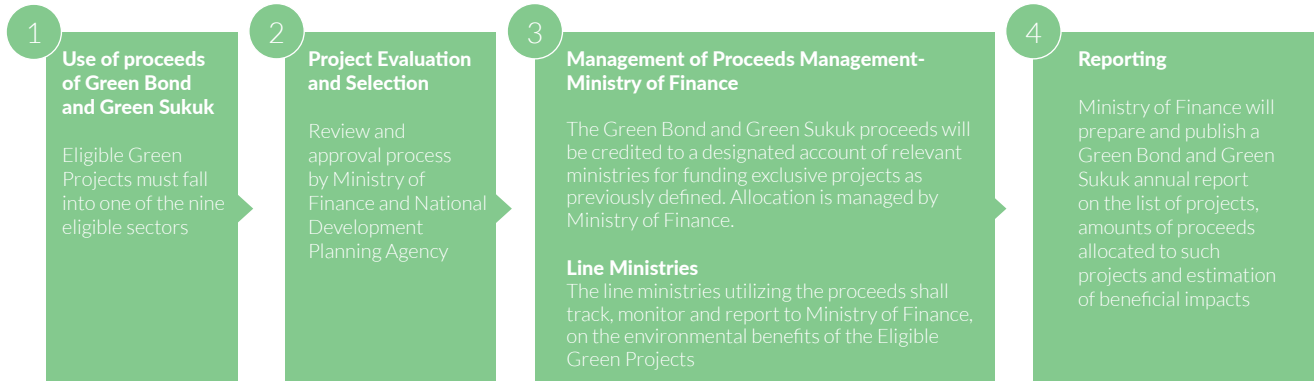 1
Use of proceeds
of Green Bond
and Green Sukuk
Eligible Green
Projects must fall
into one of the nine
eligible sectors
2
Project Evaluation
and Selection
Review and
approval process
by Ministry of
Finance and National
Development
Planning Agency
3
Management of Proceeds Management-
Ministry of Finance
The Green Bond and Green Sukuk proceeds will
be credited to a designated account of relevant
ministries for funding exclusive projects as
previously defined. Allocation is managed by
Ministry of Finance.
Line Ministries
The line ministries utilizing the proceeds shall
track, monitor and report to Ministry of Finance,
on the environmental benefits of the Eligible
Green Projects
4
Reporting
Ministry of Finance will
prepare and publish a
Green Bond and Green
Sukuk annual report
on the list of projects,
amounts of proceeds
allocated to such
projects and estimation
of beneficial impacts